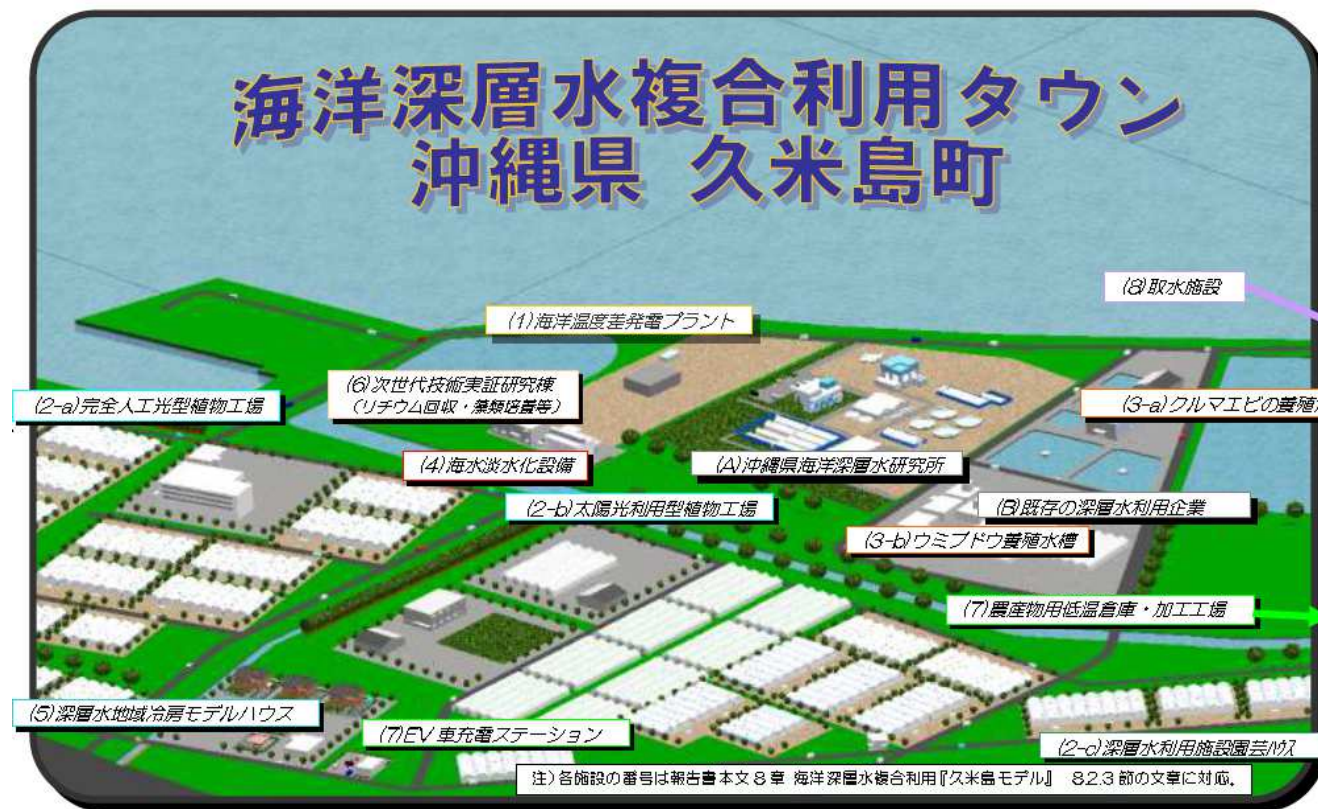 海洋深層水複合利用タウン
沖縄県 久米島町
(8)取水施設
(1)海洋温度差発電プラント
(6)次世代技術実証研究棟
(リチウム回収・藻類培養等)
(2-a)完全人工光型植物工場
(3-a)クルマエビの養殖
(4)海水淡水化設備
(A)沖縄県海洋深層水研究所
(2-b)太陽光利用型植物工場
(B)既存の深層水利用企業
(3-b)ウミブドウ養殖水槽
(7)農産物用低温倉庫・加工工場
(5)深層水地域冷房モデルハウス
(7)EV車充電ステーション
(2-c)深層水利用施設園芸ハウス
注)各施設の番号は報告書本文8章 海洋深層水複合利用『久米島モデル』 8.2.3 節の文章に対応。